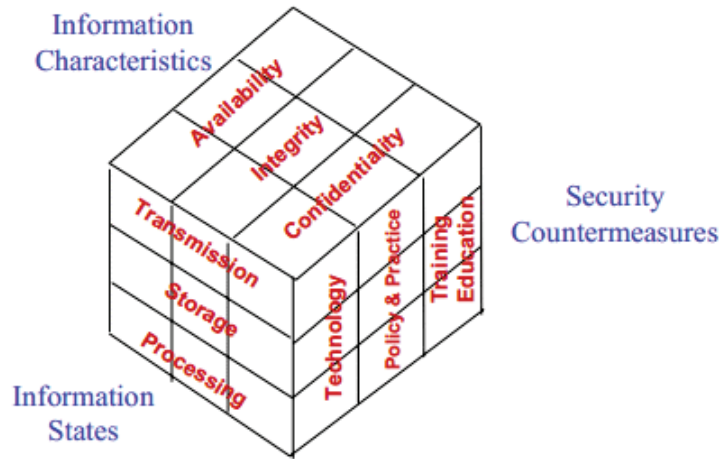 Information
Characteristics
Availability
Integrity
Confidentiality
Transmission
Storage
Processing
Technology
Policy & Practice
Training
Education
Security
Countermeasures
Information
States